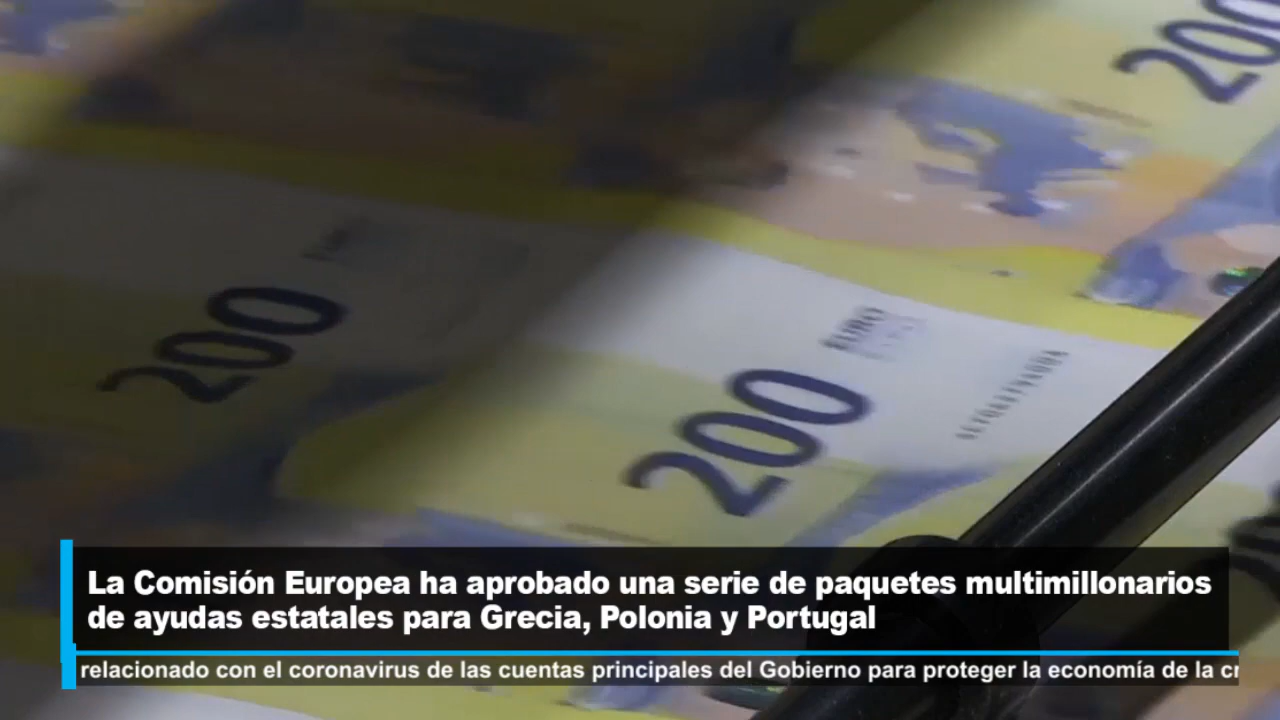 200
200
EURO
200
La Comisión Europea ha aprobado una serie de paquetes multimillonarios
de ayudas estatales para Grecia, Polonia y Portugal
relacionado con el coronavirus de las cuentas principales del Gobierno para proteger la economía de la